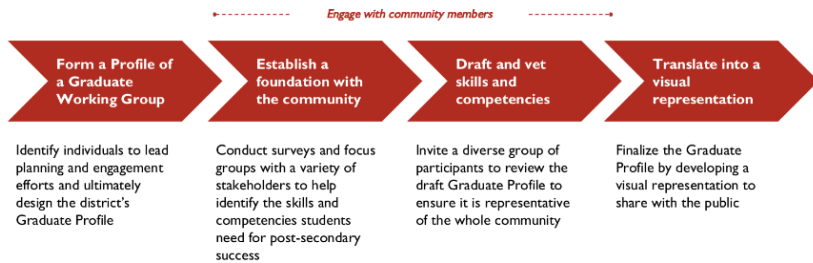 Engage with community members
Form a Profile of
a Graduate
Working Group
Establish a
foundation with
the community
Draft and vet
skills and
competencies
Translate into a
visual
representation
Identify individuals to lead
planning and engagement
efforts and ultimately
design the district's
Graduate Profile
Conduct surveys and focus
groups with a variety of
stakeholders to help
identify the skills and
competencies students
need for post-secondary
success
Invite a diverse group of
participants to review the
draft Graduate Profile to
ensure it is representative
of the whole community
Finalize the Graduate
Profile by developing a
visual representation to
share with the public